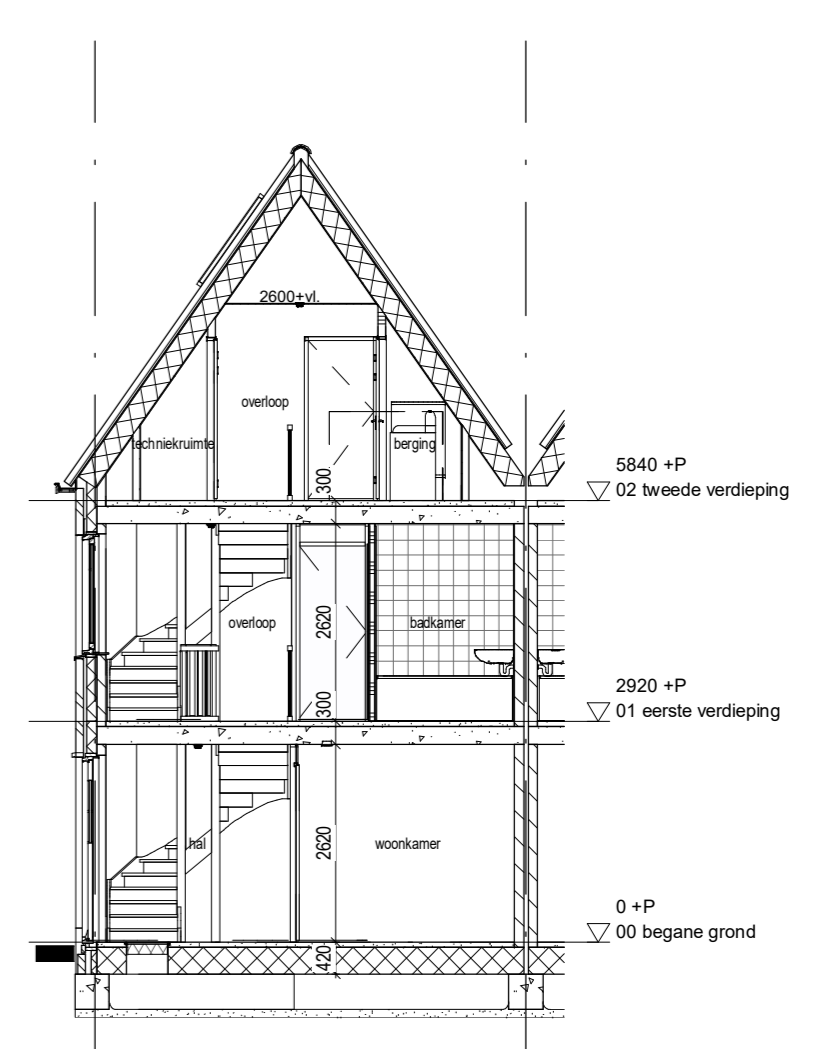 2600+vl.
overloop
techniekruimte
berging
5840 +P
300
02 tweede verdieping
overloop
2620
badkamer
2920 +P
300
01 eerste verdieping
hal
2620
woonkamer
0 +P
00 begane grond
420